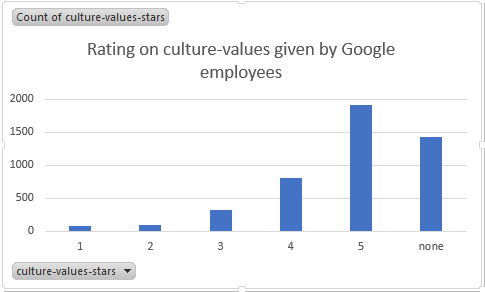 Count of culture-values-stars
Rating on culture-values given by Google
employees
2000
1500
1000
500
0
1 2 3 4 5 none
culture-values-stars